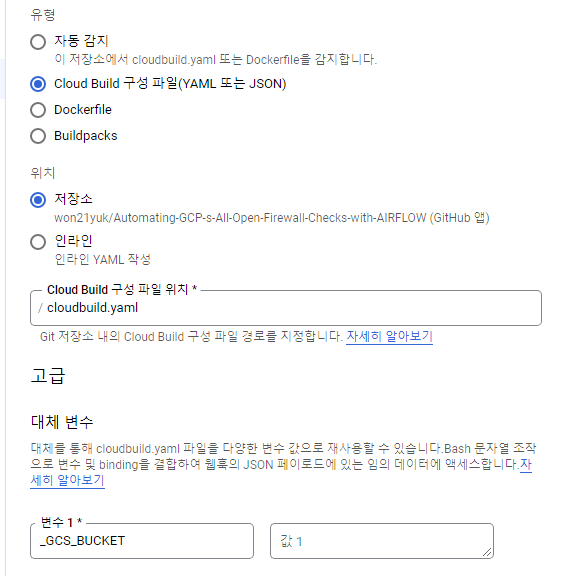 유형
자동 감지
이 저장소에서 cloudbuild.yaml 또는 Dockerfile을 감지합니다.
Cloud Build 구성 파일(YAML 또는 JSON)
Dockerfile
Buildpacks
위치
저장소
won21yuk/Automating-GCP-s-All-Open-Firewall-Checks-with-AIRFLOW (GitHub 앱)
인라인
인라인 YAML 작성
Cloud Build 구성 파일 위치 *
/ cloudbuild.yaml
Git 저장소 내의 Cloud Build 구성 파일 경로를 지정합니다. 자세히 알아보기
고급
대체 변수
대체를 통해 cloudbuild.yaml 파일을 다양한 변수 값으로 재사용할 수 있습니다.Bash 문자열 조작
으로 변수 및 binding을 결합하여 웹훅의 JSON 페이로드에 있는 임의 데이터에 액세스합니다.자
세히 알아보기
변수 1 *
_GCS_BUCKET
값 1